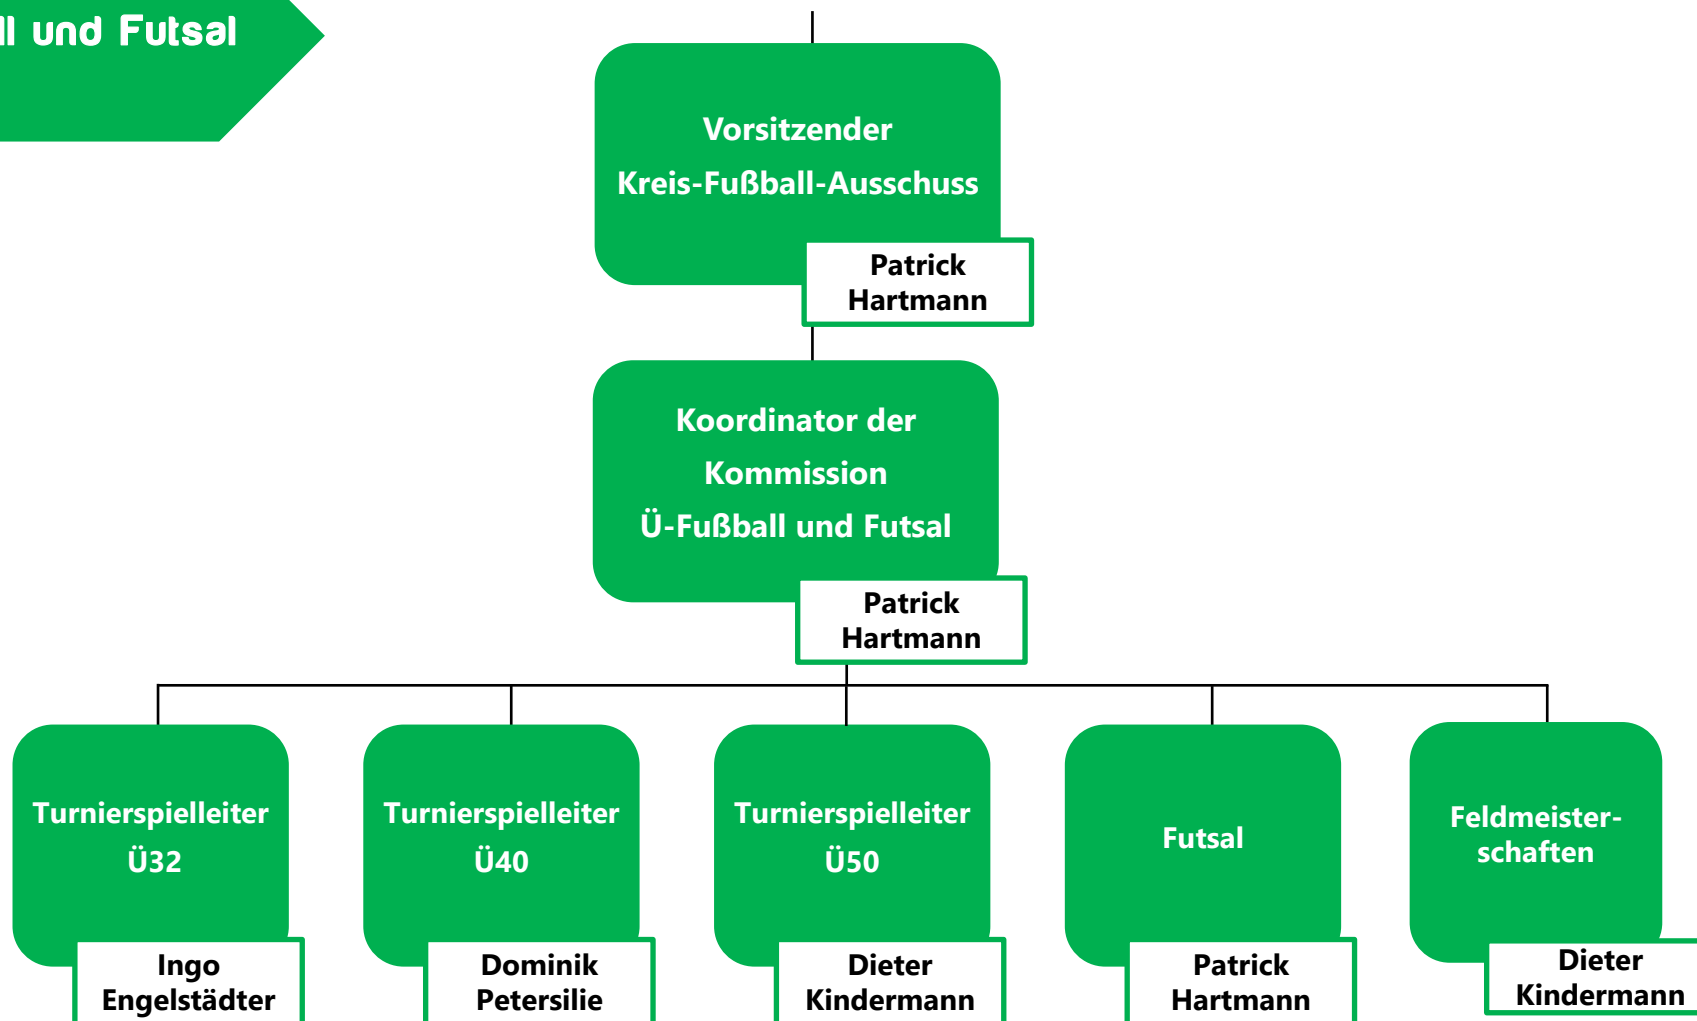 ll und Futsal
Vorsitzender
Kreis-Fußball-Ausschuss
Patrick
Hartmann
Koordinator der
Kommission
Ü-Fußball und Futsal
Patrick
Hartmann
Turnierspielleiter
Ü32
Ingo
Engelstädter
Turnierspielleiter
Ü40
Dominik
Petersilie
Turnierspielleiter
Ü50
Dieter
Kindermann
Futsal
Patrick
Hartmann
Feldmeister-
schaften
Dieter
Kindermann